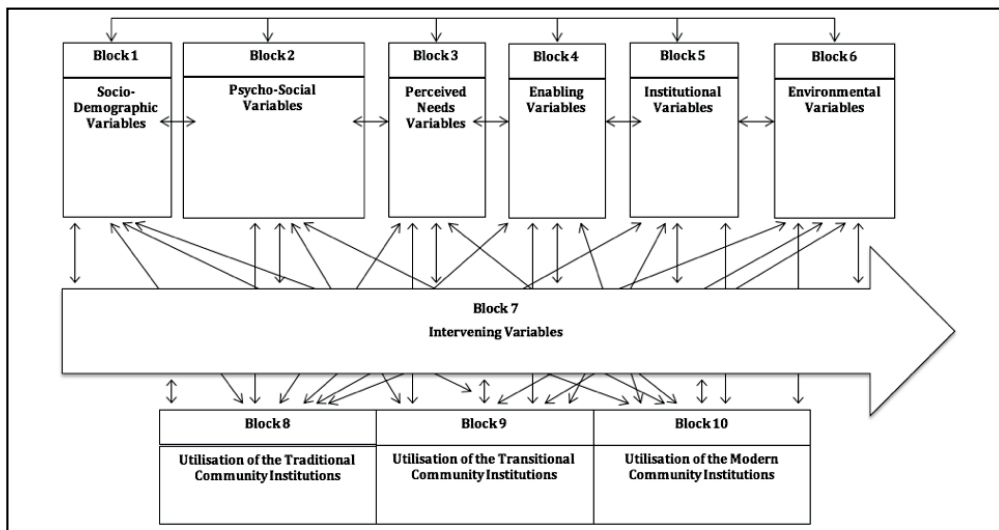 Block 1
Socio-
Demographic
Variables
Block 2
Psycho-Social
Variables
Block 3
Perceived
Needs
Variables
Block 4
Enabling
Variables
Block 5
Institutional
Variables
Block 6
Environmental
Variables
Block 7
Intervening Variables
Block 8
Utilisation of the Traditional
Community Institutions
Block 9
Utilisation of the Transitional
Community Institutions
Block 10
Utilisation of the Modern
Community Institutions